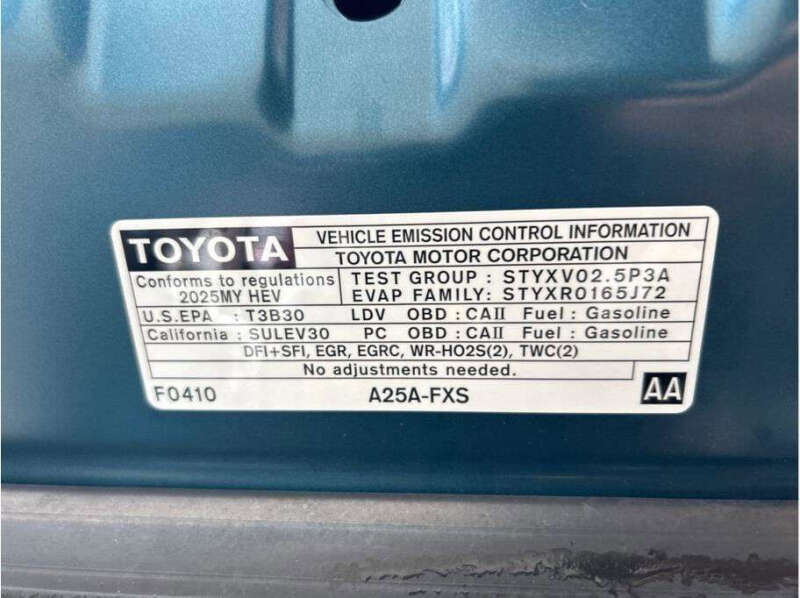 TOYOTA VEHICLE EMISSION CONTROL INFORMATION
TOYOTA MOTOR CORPORATION
Conforms to regulations TEST GROUP : STYXV02.5P3A
2025MY HEV EVAP FAMILY: STYXR0165J72
U.S.EPA : T3B30 LDV OBD : CAII Fuel : Gasoline
California : SULEV30 PC OBD : CAII Fuel : Gasoline
DFI+SFI, EGR, EGRC, WR-HO2S(2), TWC(2)
No adjustments needed.
F0410 A25A-FXS AA